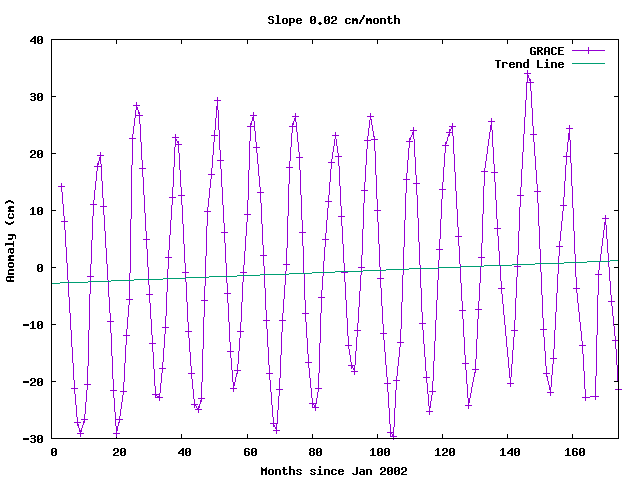 Slope 0.02 cm/month
40
30
20
10
0
-10
-20
-30
Anomaly (cm)
GRACE
Trend Line
0 20 40 60 80 100 120 140 160
Months since Jan 2002